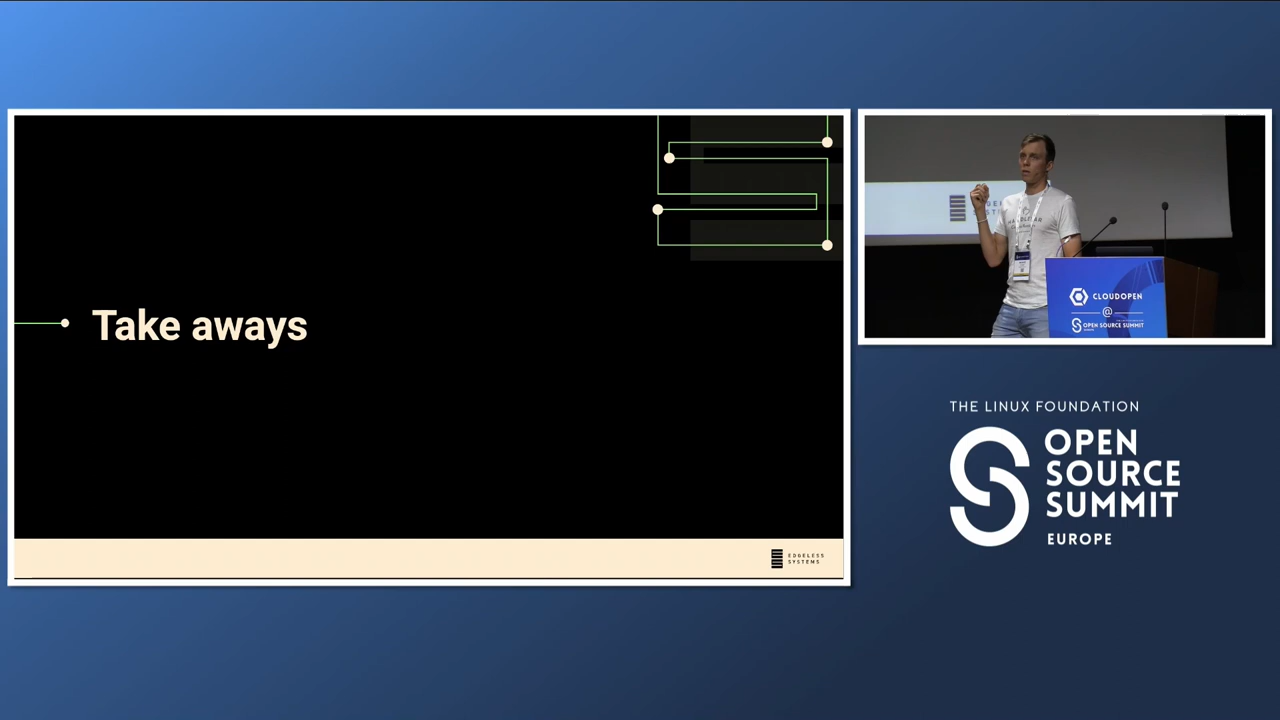 Take aways
EDGELESS
SYSTEMS
CLOUDOPEN
@
OPEN SOURCE SUMMIT
THE LINUX FOUNDATION
OPEN
SOURCE
SUMMIT
EUROPE